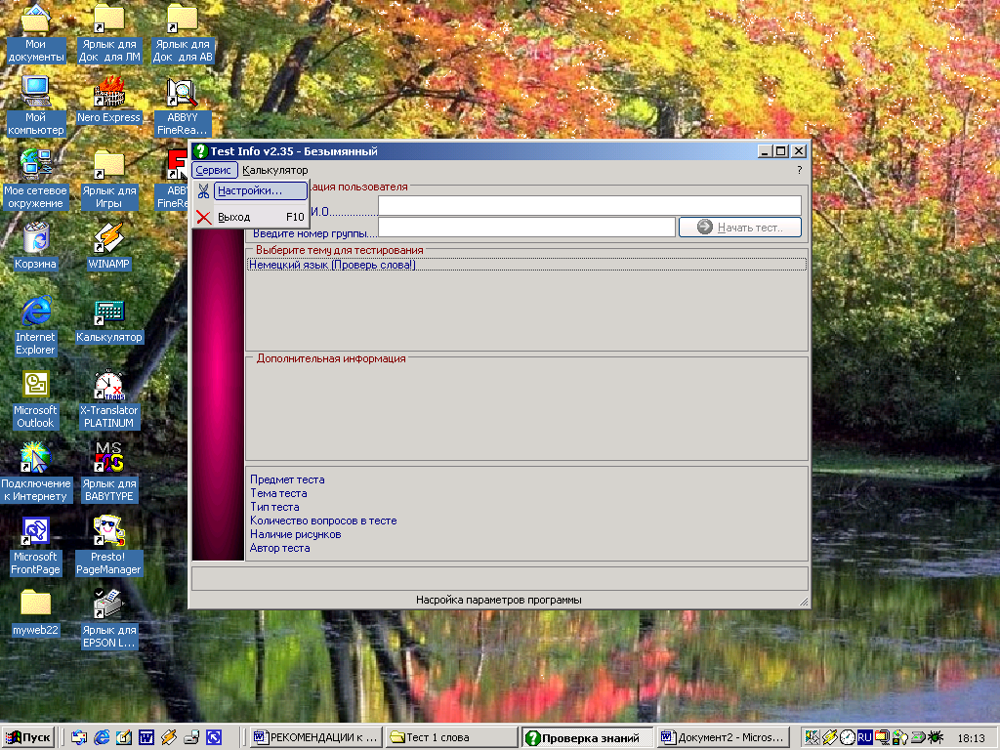 Мои
документы
Ярлык для
Док для ЛМ
Ярлык для
Док для АВ
Мой
компьютер
Nero Express
ABBYY
FineRea...
Мое сетевое
окружение
Ярлык для
Игры
ABBY
FineRe
Корзина
WINAMP
Internet
Explorer
Калькулятор
Microsoft
Outlook
X-Translator
PLATINUM
TRANS
Подключение
к Интернету
MS
Ярлык для
BABYTYPE
Microsoft
FrontPage
Presto!
PageManager
myweb22
Ярлык для
EPSON L...
Test Info v2.35 - Безымянный
Сервис Калькулятор ?
Настройки...
Выход F10
ация пользователя
И.О................
Введите номер группы....
Начать тест..
Выберите тему для тестирования
Немецкий язык (Проверь слова!)
Дополнительная информация
Предмет теста
Тема теста
Тип теста
Количество вопросов в тесте
Наличие рисунков
Автор теста
Насройка параметров программы
Пуск
РЕКОМЕНДАЦИИ к ...
Тест 1 слова
Проверка знаний
Документ2 - Micros...
RU
18:13